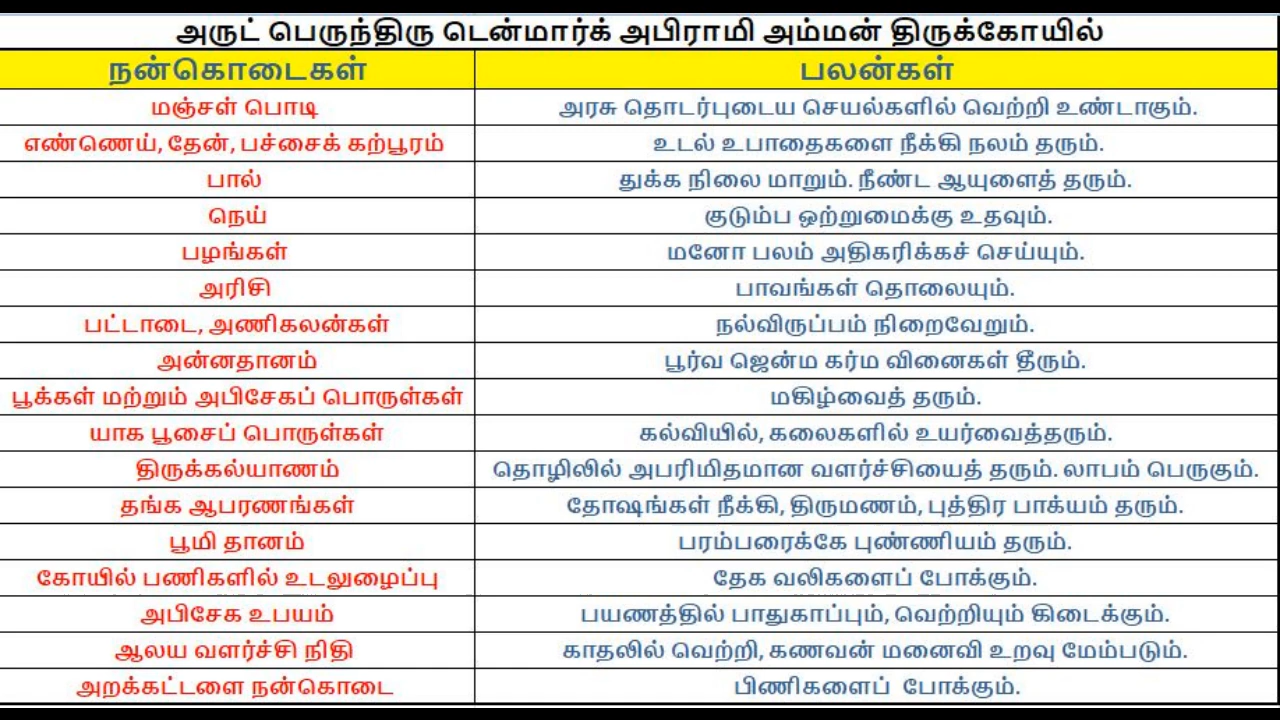 அருட் பெருந்திரு டென்மார்க் அபிராமி அம்மன் திருக்கோயில்
நன்கொடைகள் பலன்கள்
மஞ்சள் பொடி அரசு தொடர்புடைய செயல்களில் வெற்றி உண்டாகும்.
எண்ணெய், தேன், பச்சைக் கற்பூரம் உடல் உபாதைகளை நீக்கி நலம் தரும்.
பால் துக்க நிலை மாறும். நீண்ட ஆயுளைத் தரும்.
நெய் குடும்ப ஒற்றுமைக்கு உதவும்.
பழங்கள் மனோ பலம் அதிகரிக்கச் செய்யும்.
அரிசி பாவங்கள் தொலையும்.
பட்டாடை, அணிகலன்கள் நல்விருப்பம் நிறைவேறும்.
அன்னதானம் பூர்வ ஜென்ம கர்ம வினைகள் தீரும்.
பூக்கள் மற்றும் அபிசேகப் பொருள்கள் மகிழ்வைத் தரும்.
யாக பூசைப் பொருள்கள் கல்வியில், கலைகளில் உயர்வைத்தரும்.
திருக்கல்யாணம் தொழிலில் அபரிமிதமான வளர்ச்சியைத் தரும். லாபம் பெருகும்.
தங்க ஆபரணங்கள் தோஷங்கள் நீக்கி, திருமணம், புத்திர பாக்யம் தரும்.
பூமி தானம் பரம்பரைக்கே புண்ணியம் தரும்.
கோயில் பணிகளில் உடலுழைப்பு தேக வலிகளைப் போக்கும்.
அபிசேக உபயம் பயணத்தில் பாதுகாப்பும், வெற்றியும் கிடைக்கும்.
ஆலய வளர்ச்சி நிதி காதலில் வெற்றி, கணவன் மனைவி உறவு மேம்படும்.
அறக்கட்டளை நன்கொடை பிணிகளைப் போக்கும்.